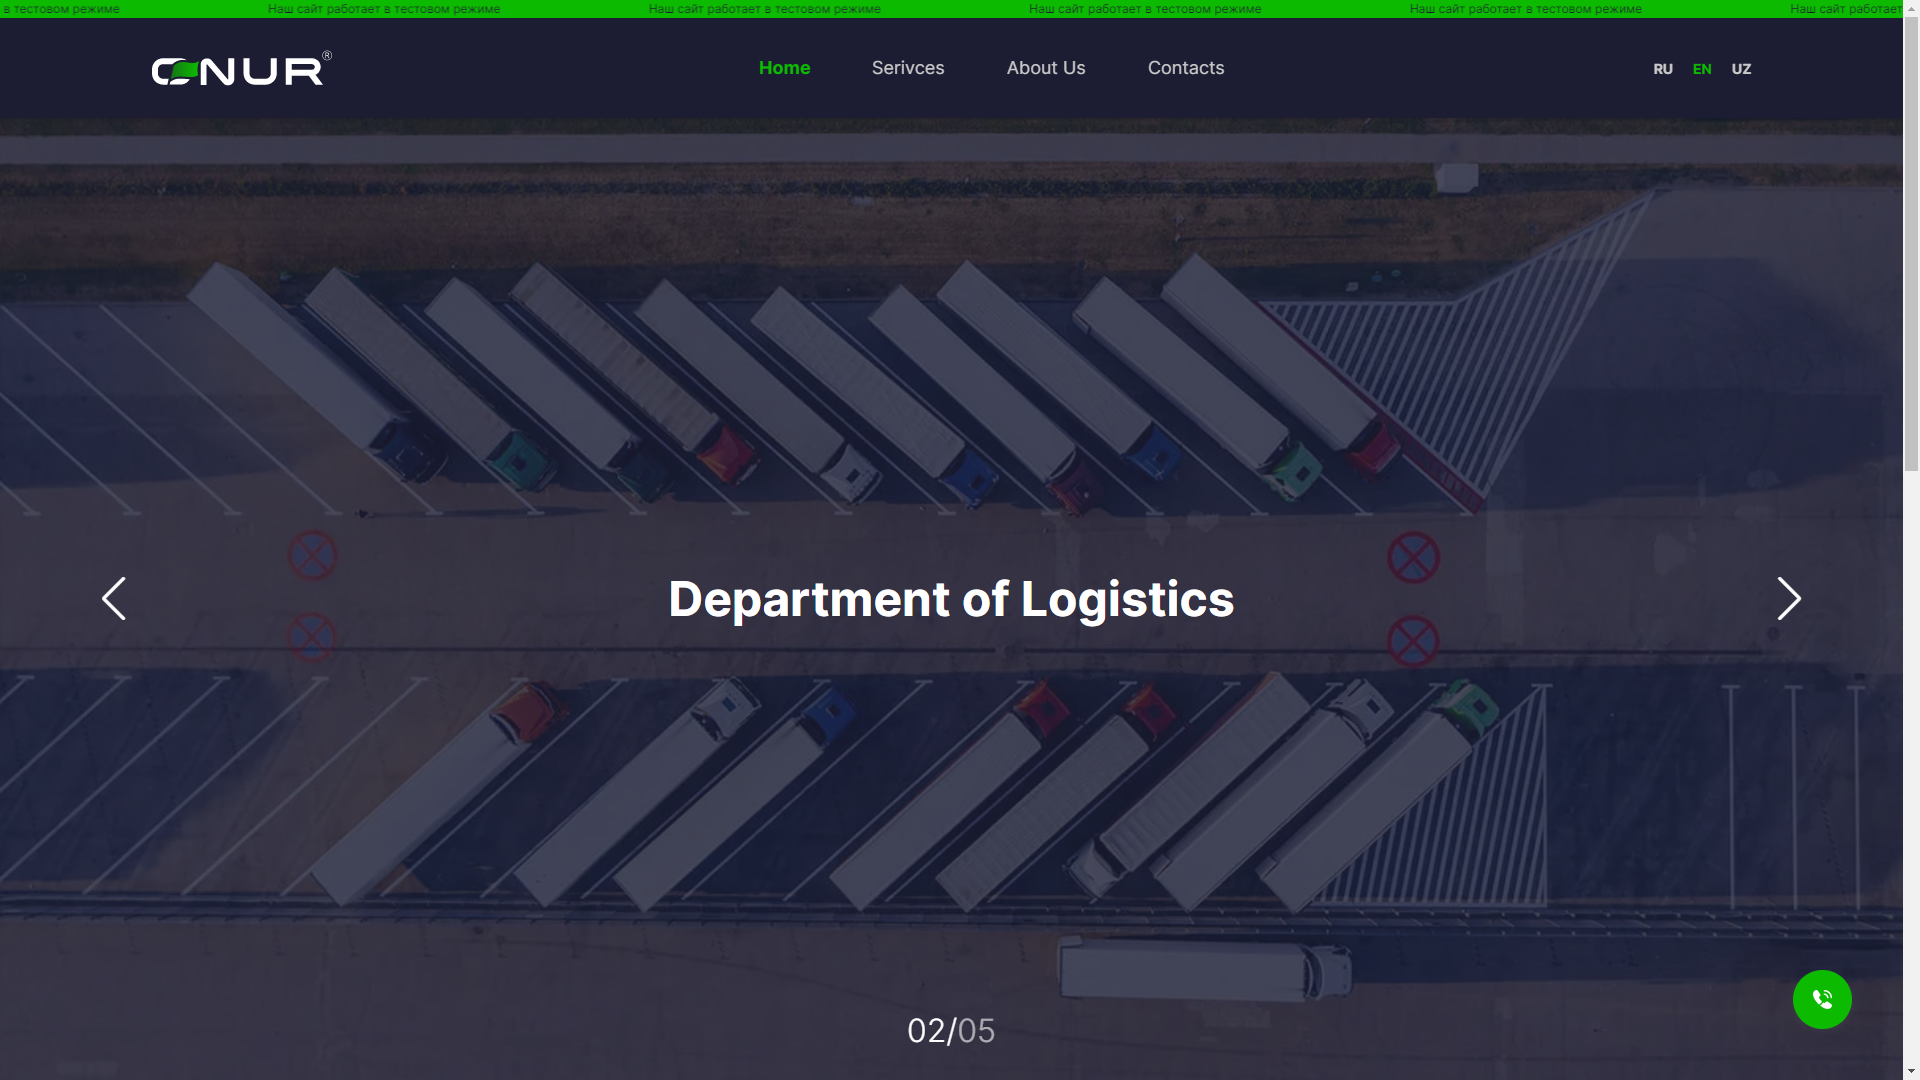 в тестовом режиме Наш сайт работает в тестовом режиме Наш сайт работает в тестовом режиме Наш сайт работает в тестовом режиме Наш сайт работает в тестовом режиме Наш сайт работает
ONUR®
Home Serivces About Us Contacts
RU EN UZ
Department of Logistics
02/05